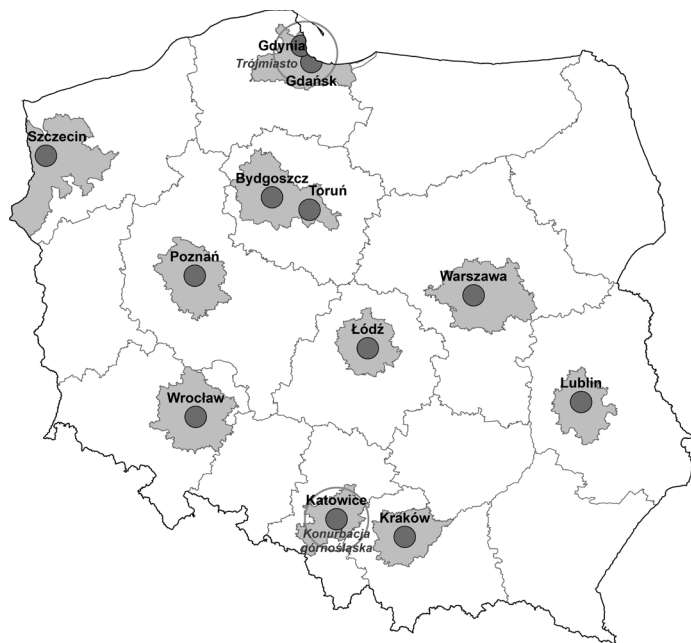 Gdynia
Trójmiasto
Gdańsk
Szczecin
Bydgoszcz
Toruń
Poznań
Warszawa
Łódź
Lublin
Wrocław
Katowice
Kraków
Konurbacja
górnośląska